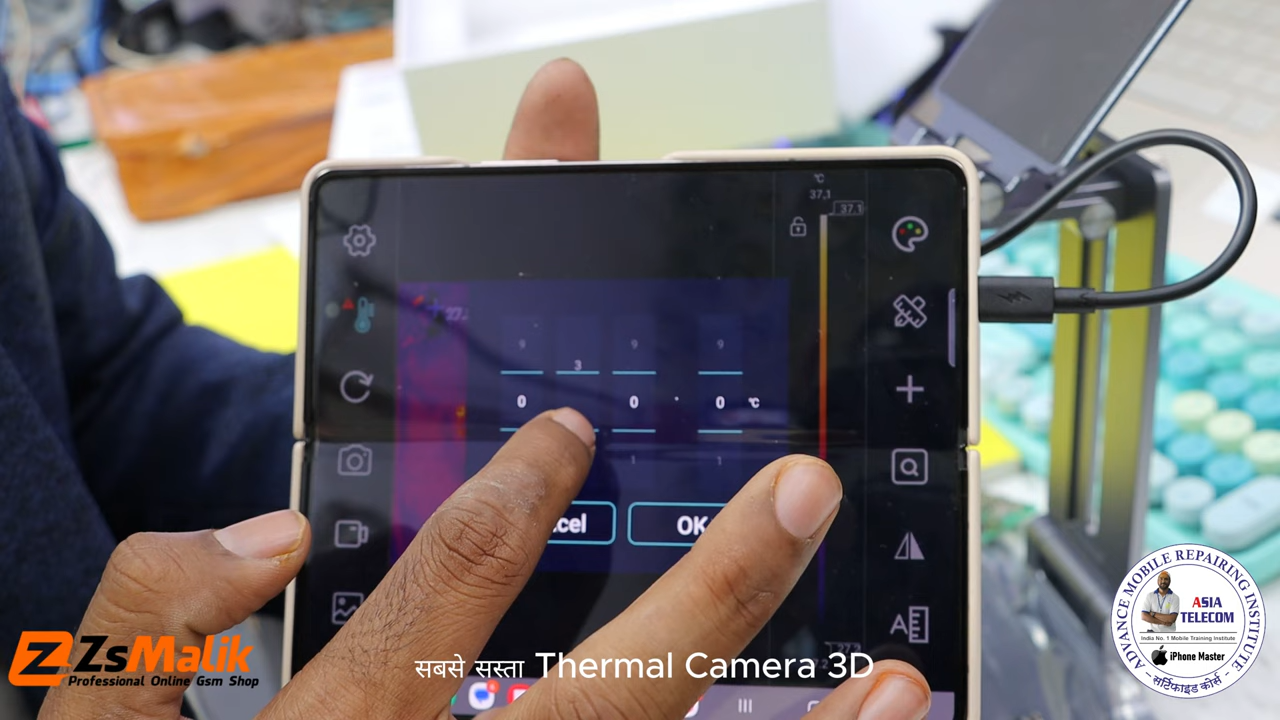 ℃
37,1
37.1
27.
9 9 9
3
0 0 . 0 ℃
1 1
cel OK
ZsMalik
Professional Online Gsm Shop
सबसे सस्ता Thermal Camera 3D
ADVANCE MOBILE REPAIRING INSTITUTE
ASIA
TELECOM
India No. 1 Mobile Training Institute
iPhone Master
सर्टिफाइड कोर्स